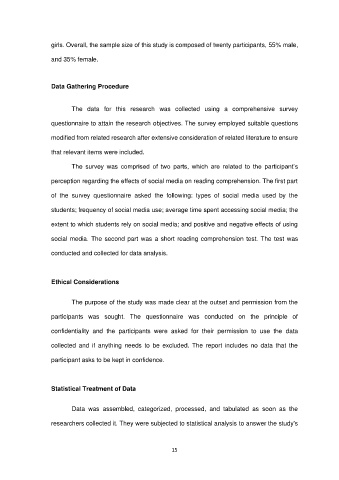 girls. Overall, the sample size of this study is composed of twenty participants, 55% male,
and 35% female.
Data Gathering Procedure
The data for this research was collected using a comprehensive survey
questionnaire to attain the research objectives. The survey employed suitable questions
modified from related research after extensive consideration of related literature to ensure
that relevant items were included.
The survey was comprised of two parts, which are related to the participant's
perception regarding the effects of social media on reading comprehension. The first part
of the survey questionnaire asked the following: types of social media used by the
students; frequency of social media use; average time spent accessing social media; the
extent to which students rely on social media; and positive and negative effects of using
social media. The second part was a short reading comprehension test. The test was
conducted and collected for data analysis.
Ethical Considerations
The purpose of the study was made clear at the outset and permission from the
participants was sought. The questionnaire was conducted on the principle of
confidentiality and the participants were asked for their permission to use the data
collected and if anything needs to be excluded. The report includes no data that the
participant asks to be kept in confidence.
Statistical Treatment of Data
Data was assembled, categorized, processed, and tabulated as soon as the
researchers collected it. They were subjected to statistical analysis to answer the study's
15